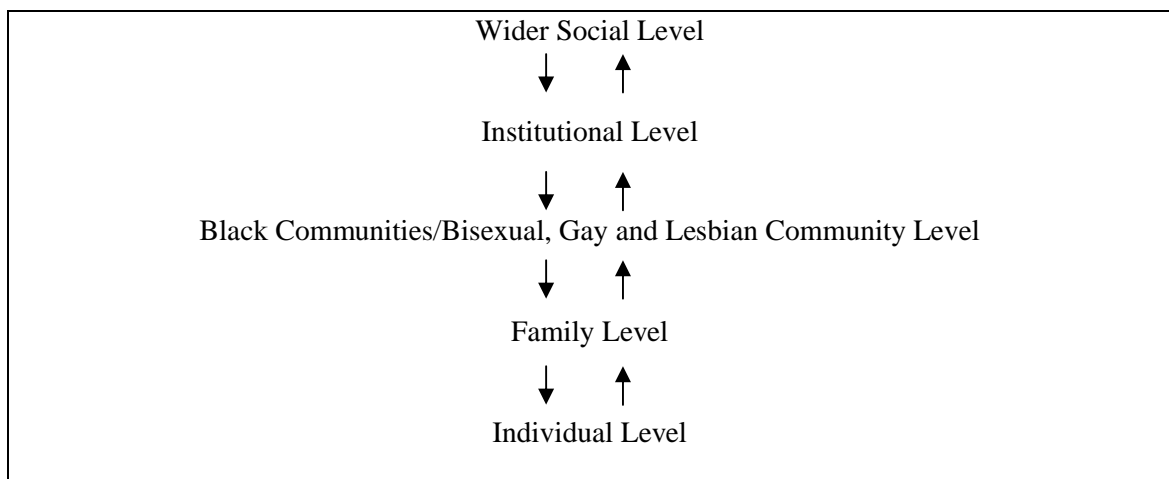 Wider Social Level
Institutional Level
Black Communities/Bisexual, Gay and Lesbian Community Level
Family Level
Individual Level